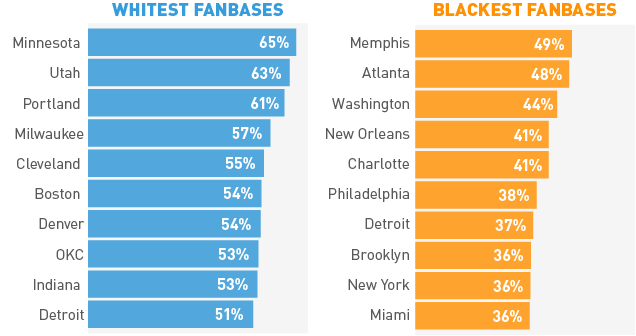 WHITEST FANBASES
Minnesota 65%
Utah 63%
Portland 61%
Milwaukee 57%
Cleveland 55%
Boston 54%
Denver 54%
OKC 53%
Indiana 53%
Detroit 51%
BLACKEST FANBASES
Memphis 49%
Atlanta 48%
Washington 44%
New Orleans 41%
Charlotte 41%
Philadelphia 38%
Detroit 37%
Brooklyn 36%
New York 36%
Miami 36%